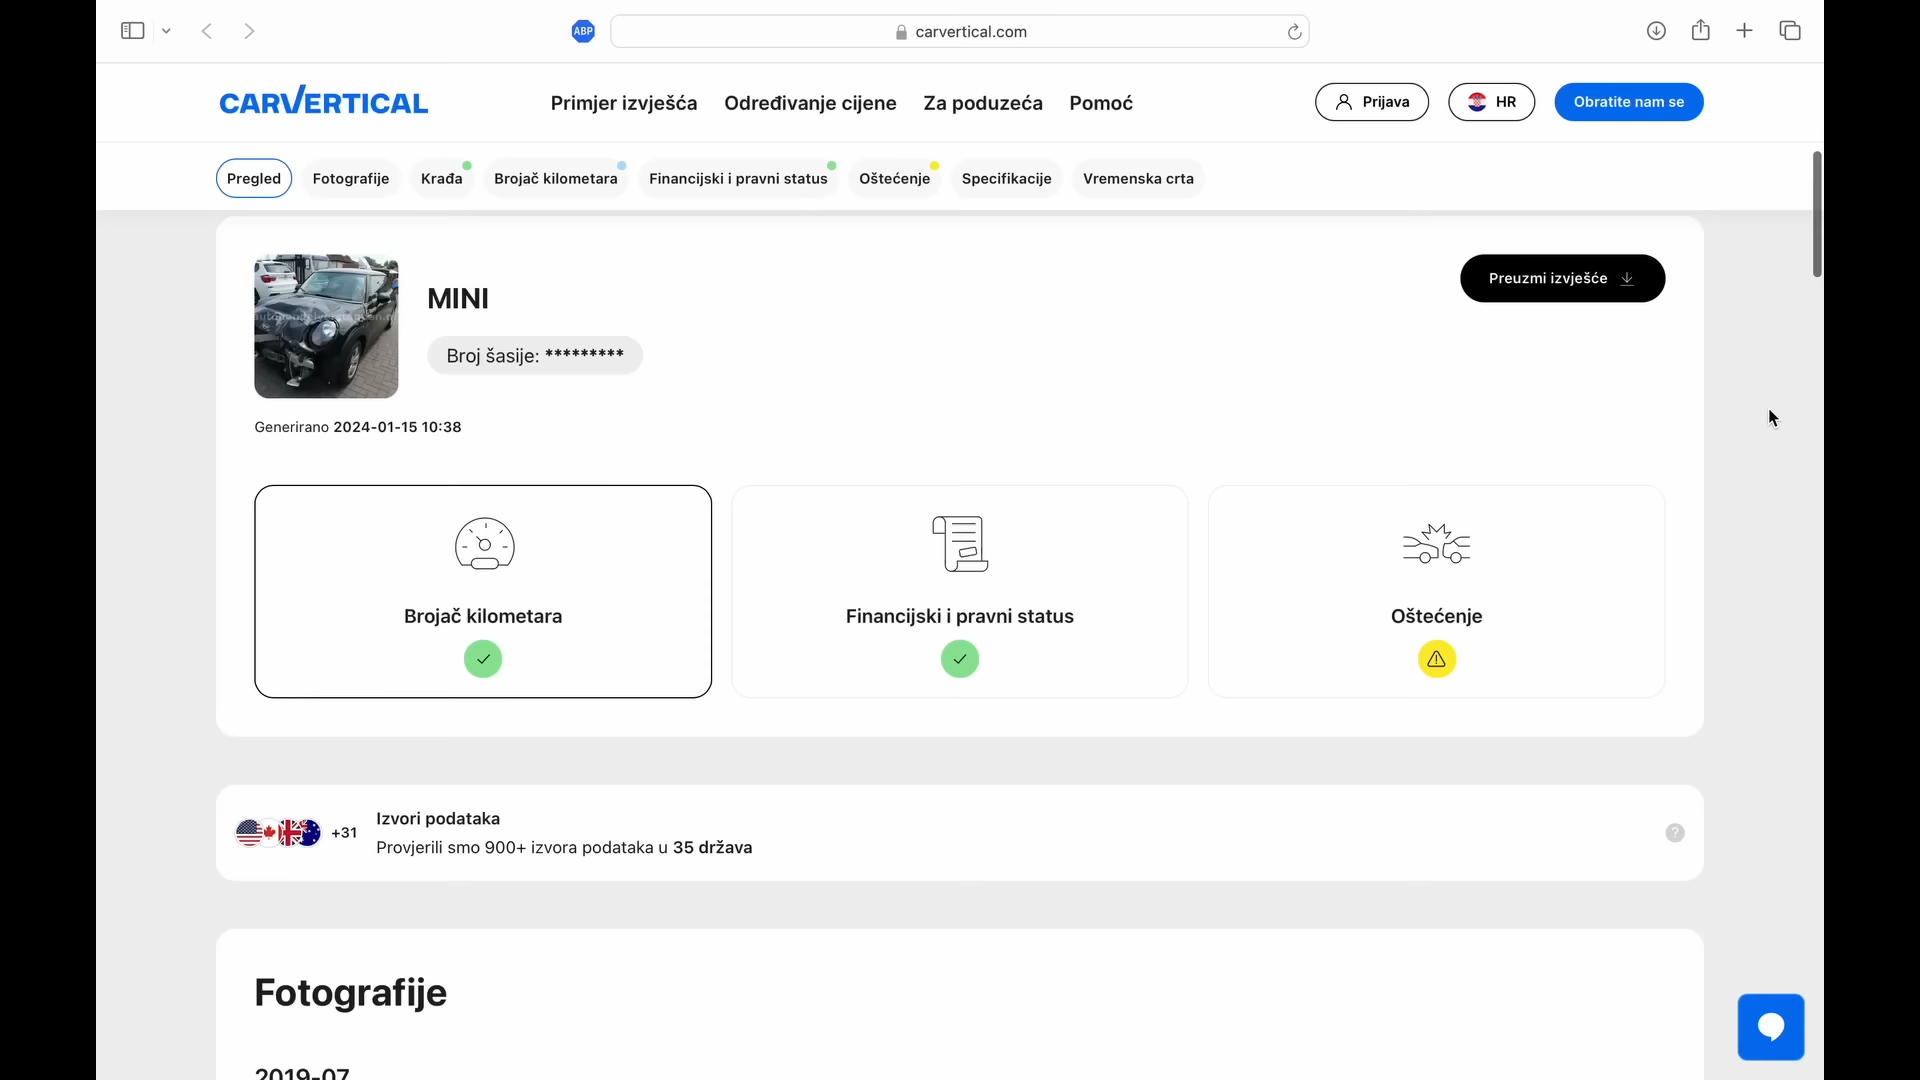 ABP
carvertical.com
CARVERTICAL
Primjer izvješća
Određivanje cijene
Za poduzeća
Pomoć
Prijava
HR
Obratite nam se
Pregled
Fotografije
Krađa
Brojač kilometara
Financijski i pravni status
Oštećenje
Specifikacije
Vremenska crta
MINI
Broj šasije: *********
Preuzmi izvješće
Generirano 2024-01-15 10:38
Brojač kilometara
Financijski i pravni status
Oštećenje
+31
Izvori podataka
Provjerili smo 900+ izvora podataka u 35 država
?
Fotografije
2019-07